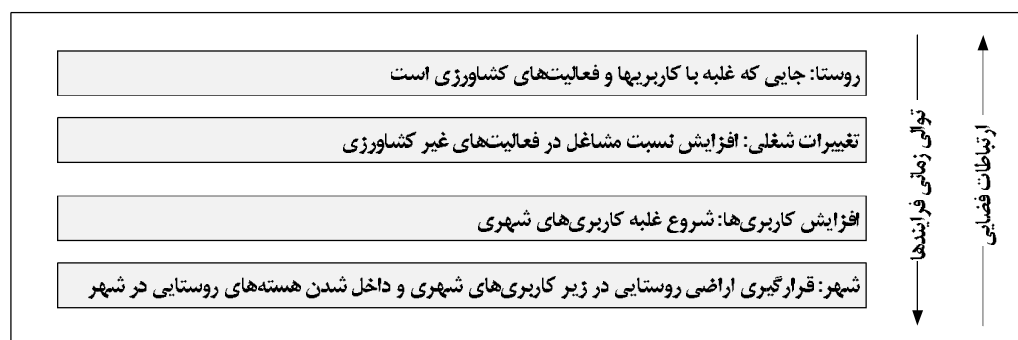 روستا: جایی که غلبه با کاربریها و فعالیت‌های کشاورزی است
تغییرات شغلی: افزایش نسبت مشاغل در فعالیت‌های غیر کشاورزی
افزایش کاربری‌ها: شروع غلبه کاربری‌های شهری
شهر: قرارگیری اراضی روستایی در زیر کاربری‌های شهری و داخل شدن هسته‌های روستایی در شهر
توالی زمانی فرایندها
ارتباطات فضایی